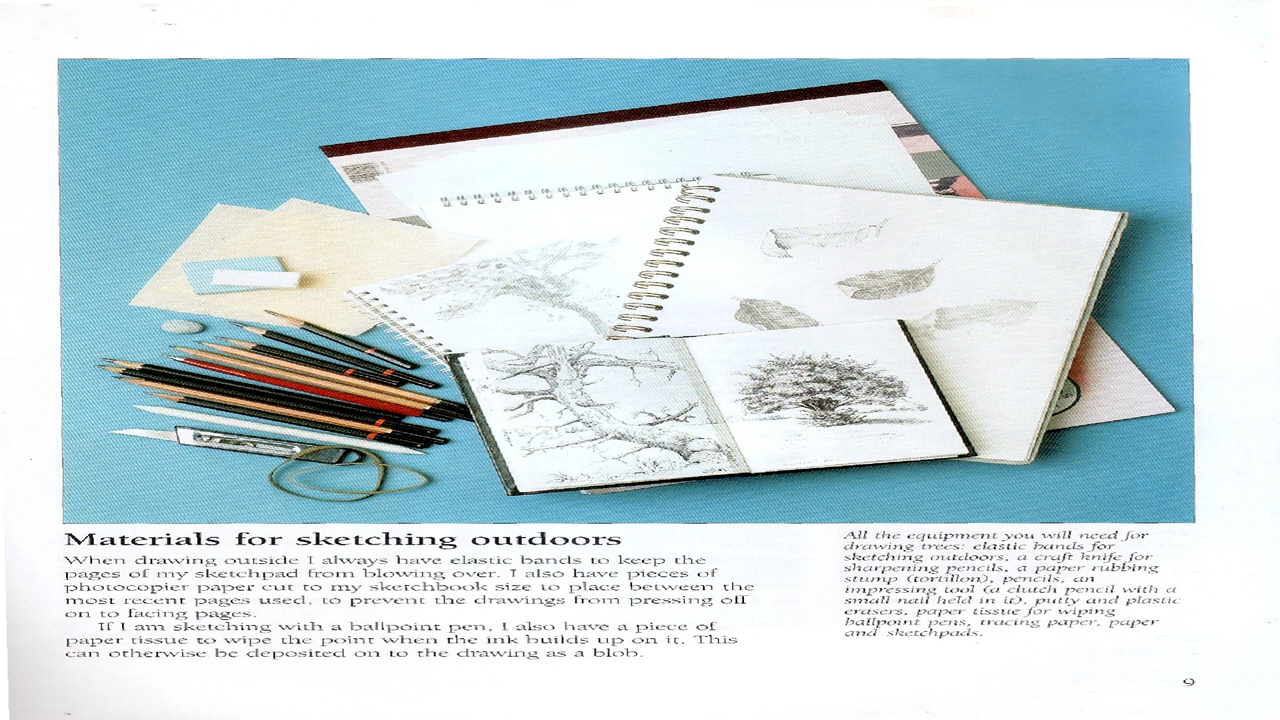 Materials for sketching outdoors
When drawing outside I always have elastic bands to keep the
pages of my sketchpad from blowing over. I also have pieces of
photocopier paper cut to my sketchbook size to place between the
most recent pages used, to prevent the drawings from pressing off
on to facing pages.
If I am sketching with a ballpoint pen, I also have a piece of
paper tissue to wipe the point when the ink builds up on it. This
can otherwise be deposited on to the drawing as a blob.
All the equipment you will need for
drawing trees: elastic bands for
sketching outdoors, a craft knife for
sharpening pencils, a paper rubbing
stump (tortillon), pencils, an
impressing tool (a clutch pencil with a
small nail held in it), putty and plastic
erasers, paper tissue for wiping
ballpoint pens, tracing paper, paper
and sketchpads.
9